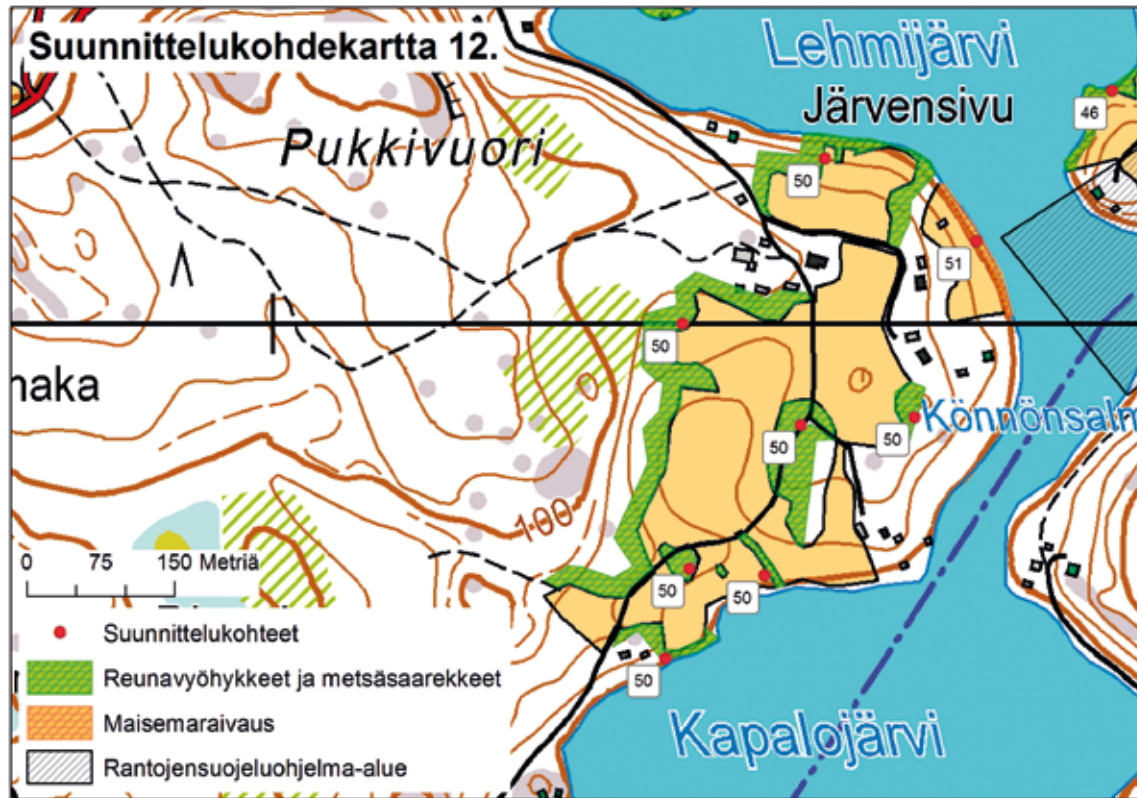 Suunnittelukohdekartta 12.
Lehmijärvi
Järvensivu
46
Pukkivuori
50
51
50
naka
Könnönsalm
50
50
100
0 75 150 Metriä
50
50
50
Suunnittelukohteet
Reunavyöhykkeet ja metsäsaarekkeet
Maisemaraivaus
Rantojensuojeluohjelma-alue
Kapalojärvi